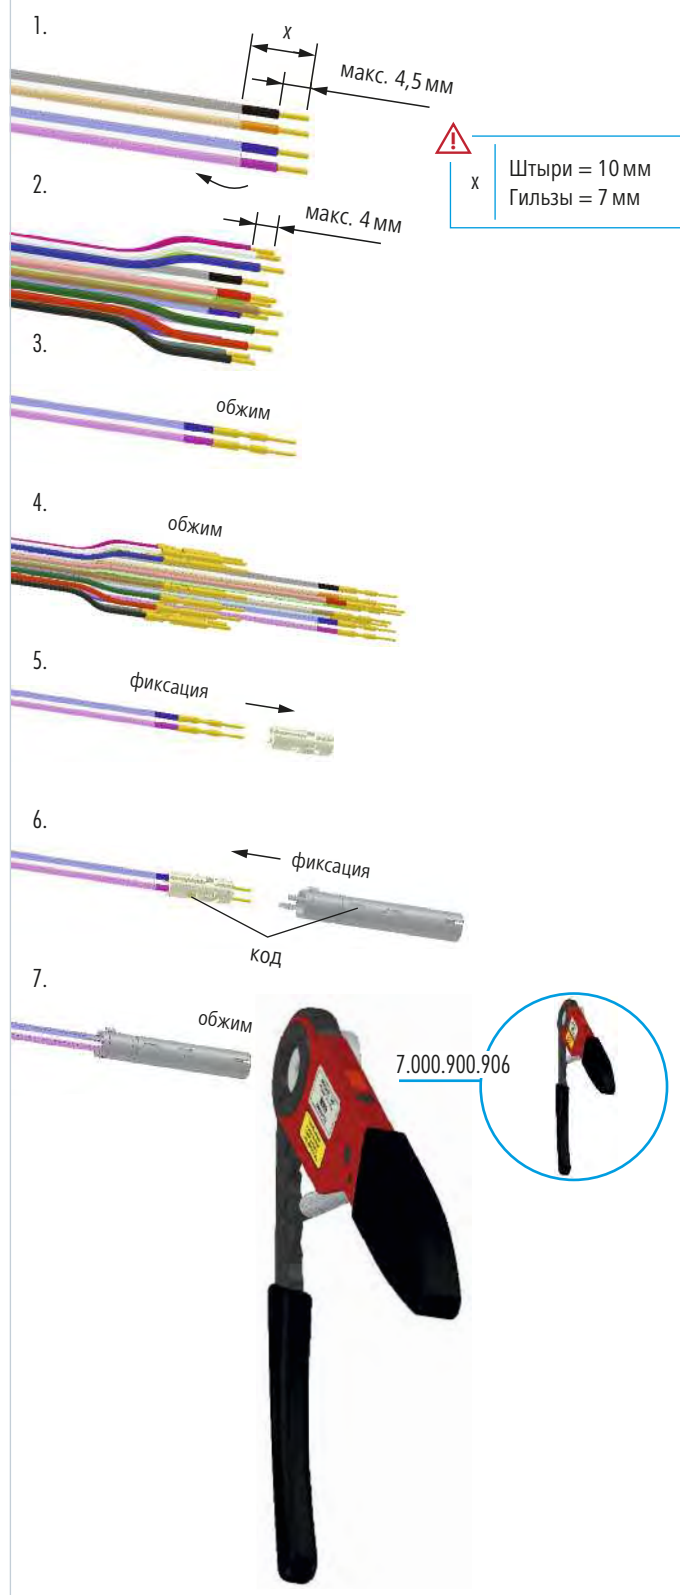 1.
x
макс. 4,5 мм
x
Штыри = 10 мм
Гильзы = 7 мм
2.
макс. 4 мм
3.
обжим
4.
обжим
5.
фиксация
6.
фиксация
код
7.
обжим
7.000.900.906